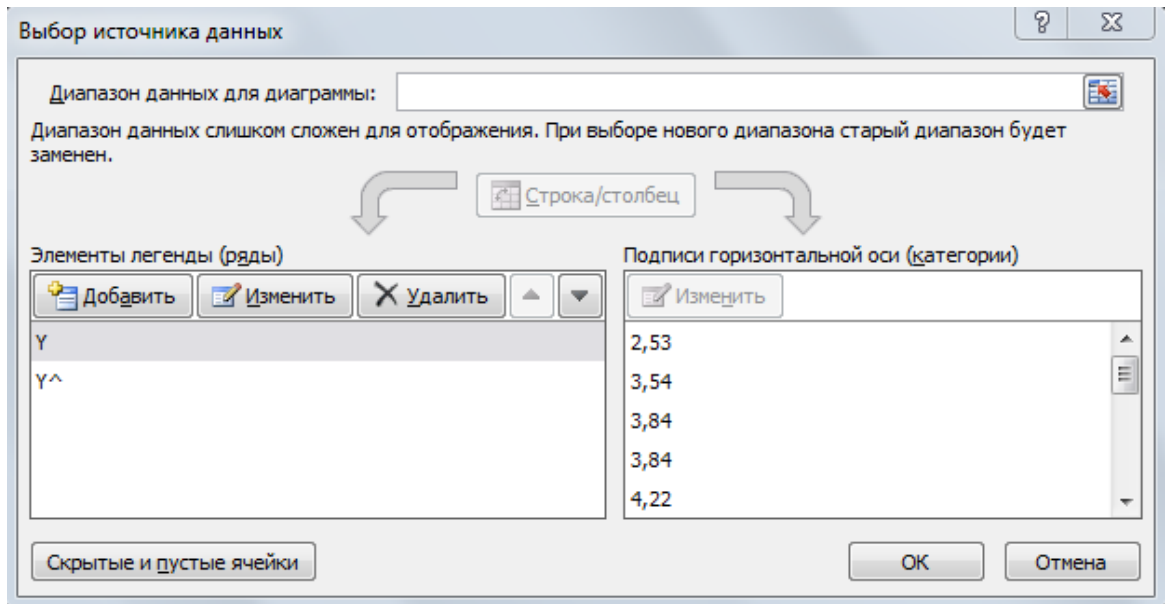 Выбор источника данных
Диапазон данных для диаграммы:
Диапазон данных слишком сложен для отображения. При выборе нового диапазона старый диапазон будет
заменен.
Строка/столбец
Элементы легенды (ряды)
Добавить Изменить Удалить
Y
Y^
Подписи горизонтальной оси (категории)
Изменить
2,53
3,54
3,84
3,84
4,22
Скрытые и пустые ячейки
ОК Отмена